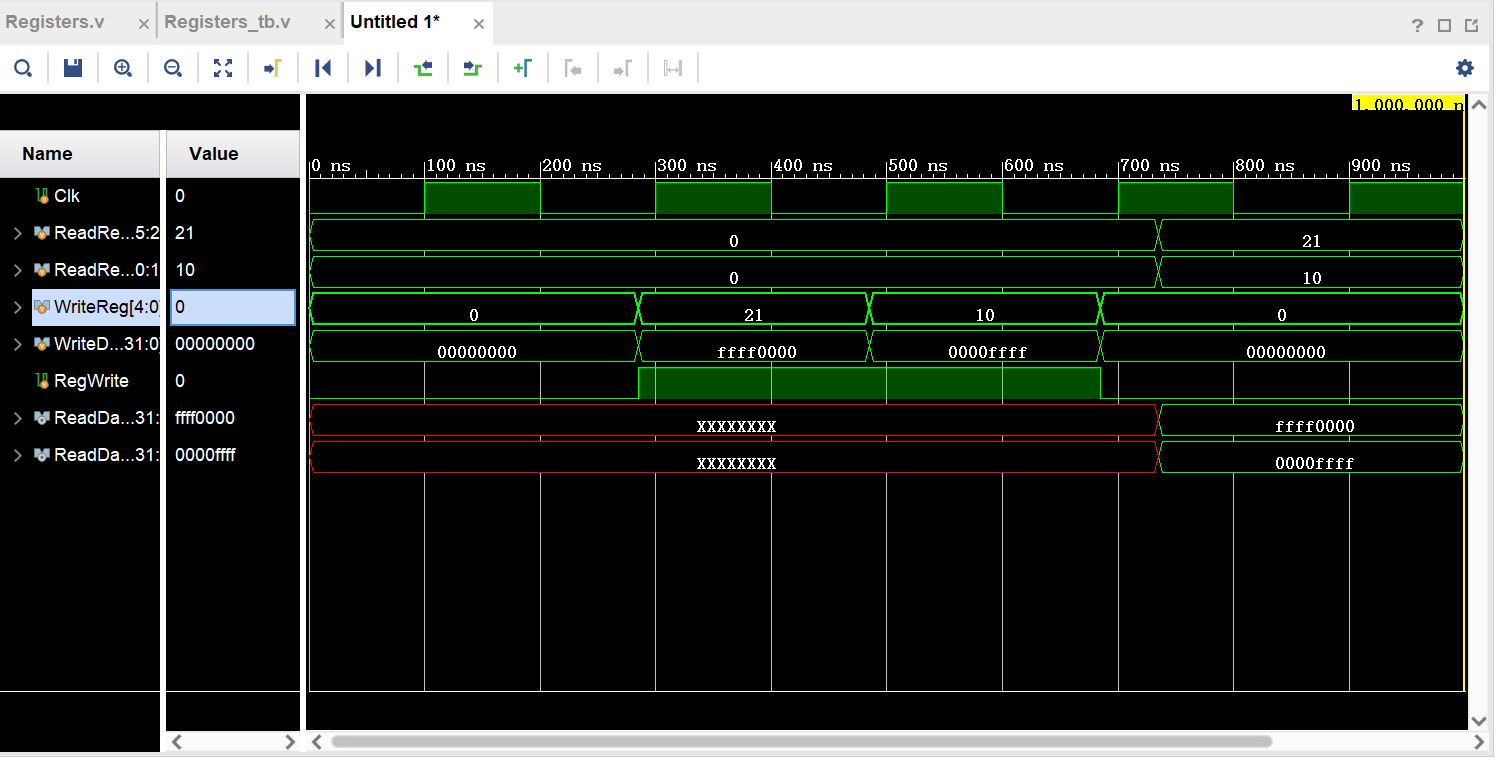 Registers.v × Registers_tb.v × Untitled 1* × ?
1,000,000 n
Name Value
0 ns 100 ns 200 ns 300 ns 400 ns 500 ns 600 ns 700 ns 800 ns 900 ns
Clk 0
ReadRe...5:2 21 0 21
ReadRe...0:1 10 0 10
WriteReg[4:0] 0 0 21 10 0
WriteD...31:0] 00000000 00000000 ffff0000 0000ffff 00000000
RegWrite 0
ReadDa...31: ffff0000 XXXXXXXX ffff0000
ReadDa...31: 0000ffff XXXXXXXX 0000ffff